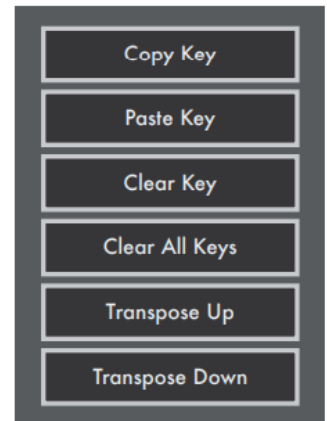 Copy Key
Paste Key
Clear Key
Clear All Keys
Transpose Up
Transpose Down